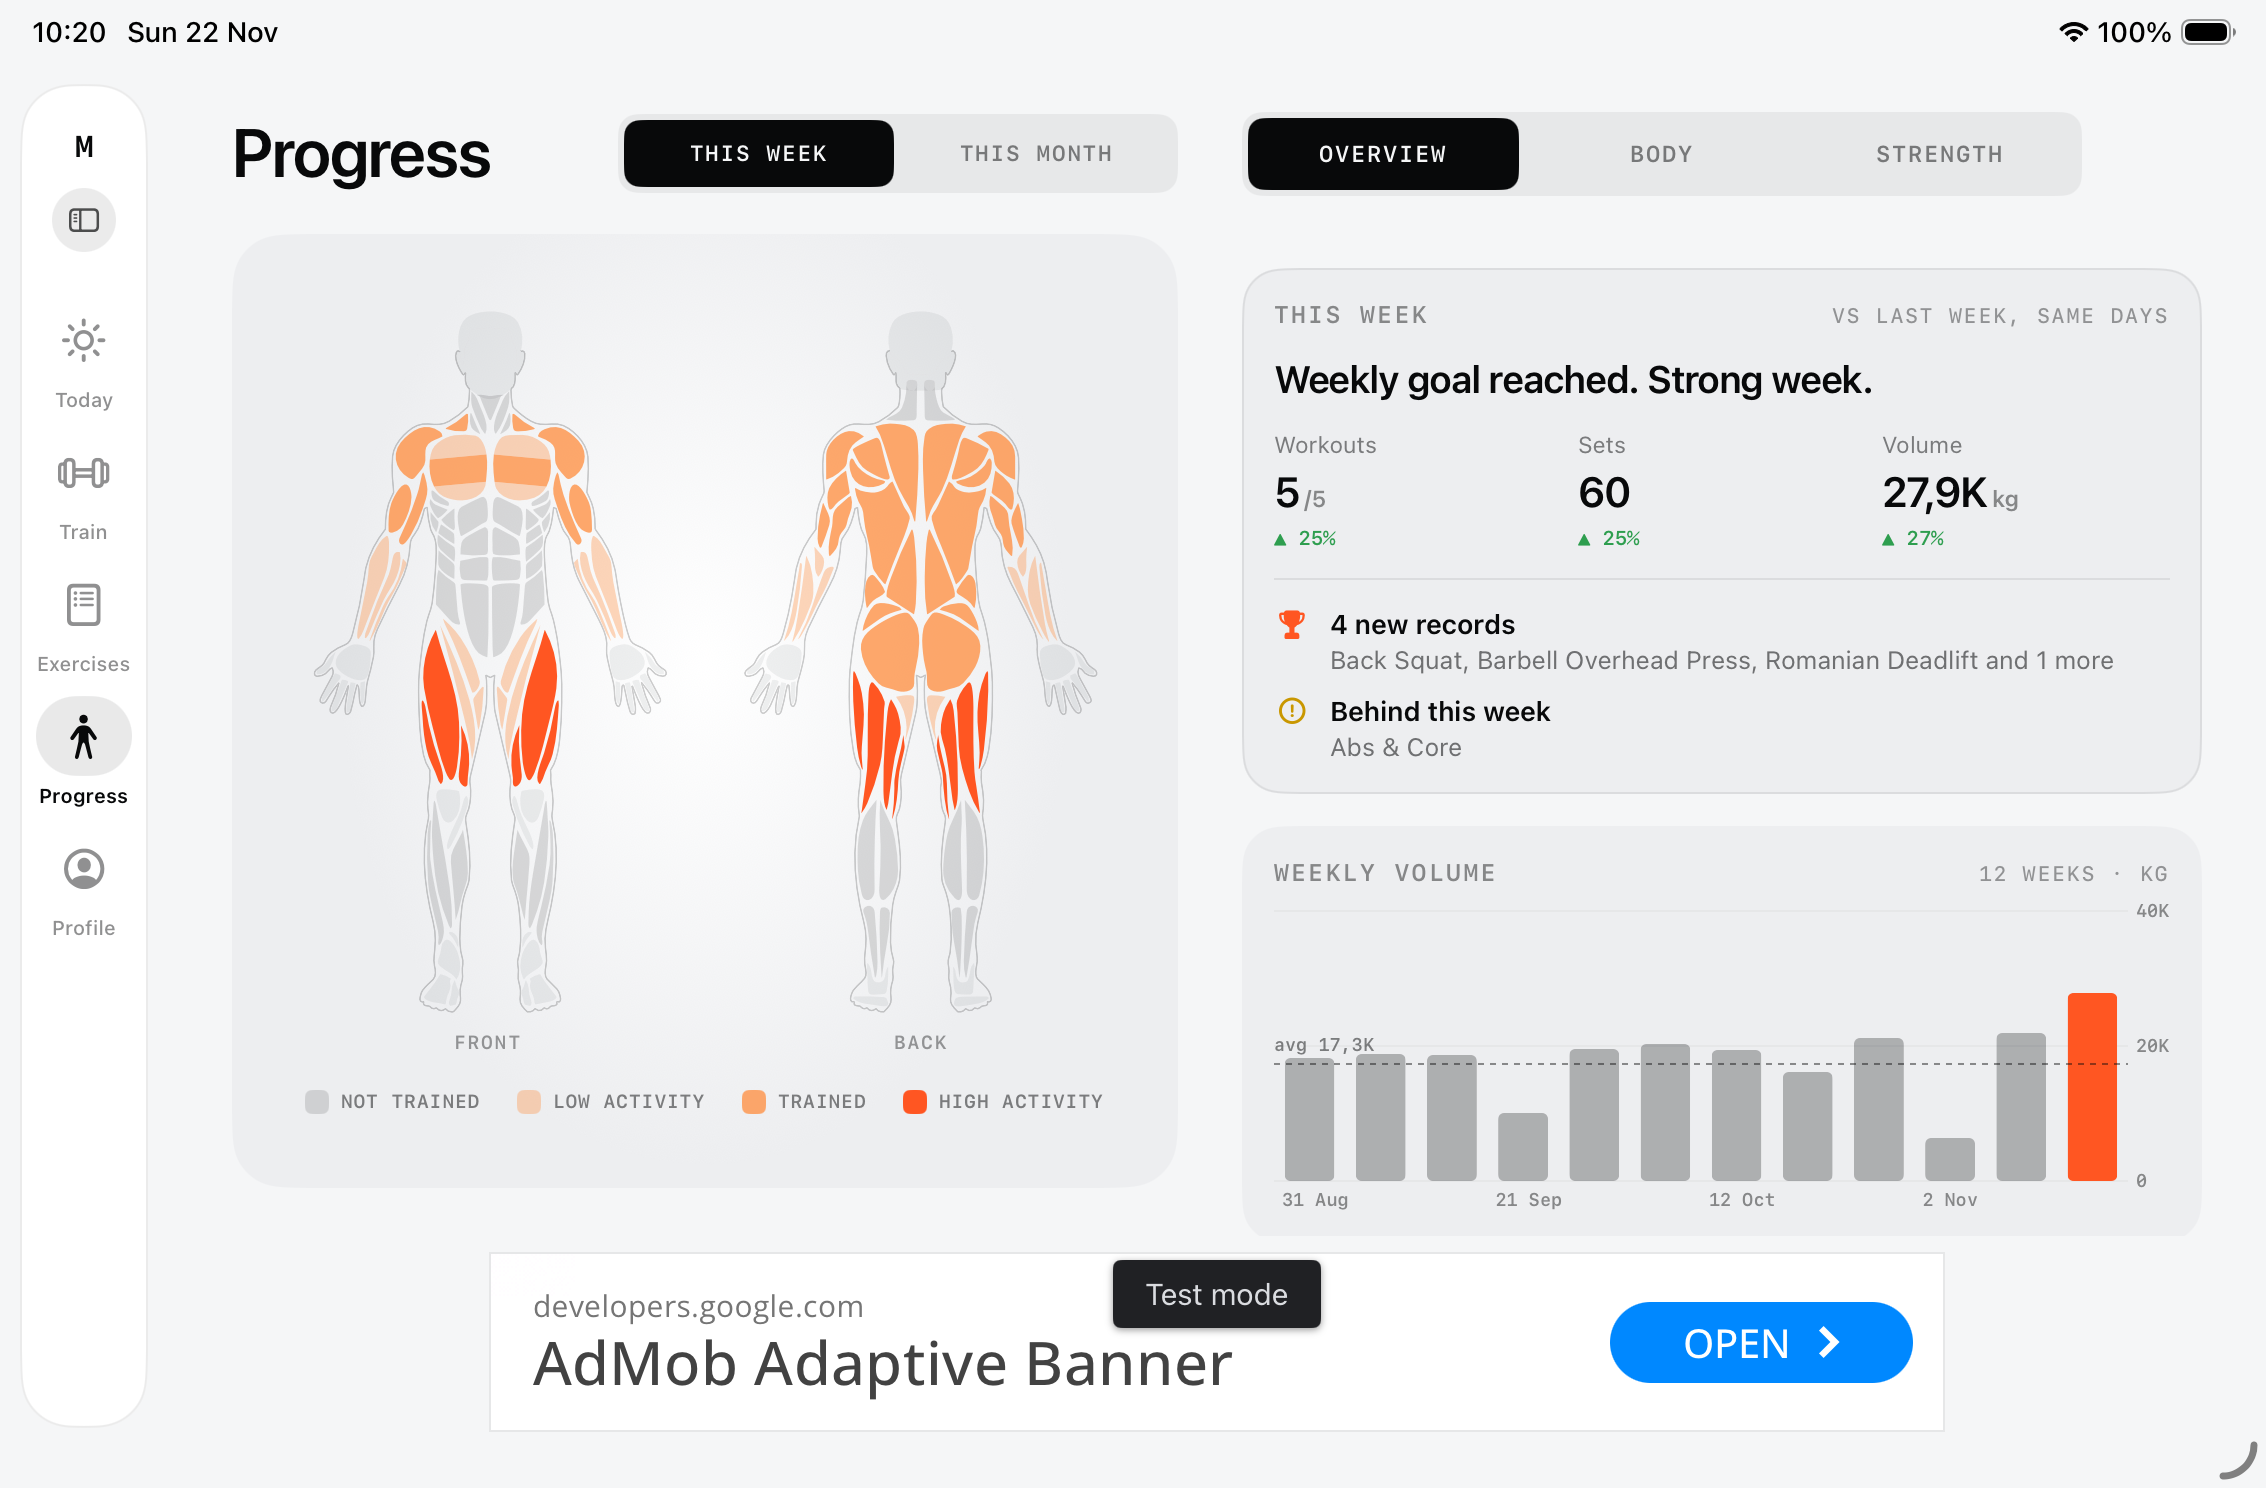 10:20 Sun 22 Nov
100%
M
Today
Train
Exercises
Progress
Profile
Progress
THIS WEEK
THIS MONTH
FRONT
BACK
NOT TRAINED
LOW ACTIVITY
TRAINED
HIGH ACTIVITY
OVERVIEW
BODY
STRENGTH
THIS WEEK
VS LAST WEEK, SAME DAYS
Weekly goal reached. Strong week.
Workouts
5/5
▲ 25%
Sets
60
▲ 25%
Volume
27,9K kg
▲ 27%
4 new records
Back Squat, Barbell Overhead Press, Romanian Deadlift and 1 more
Behind this week
Abs & Core
WEEKLY VOLUME
12 WEEKS · KG
40K
avg 17,3K
20K
0
31 Aug
21 Sep
12 Oct
2 Nov
Test mode
developers.google.com
AdMob Adaptive Banner
OPEN